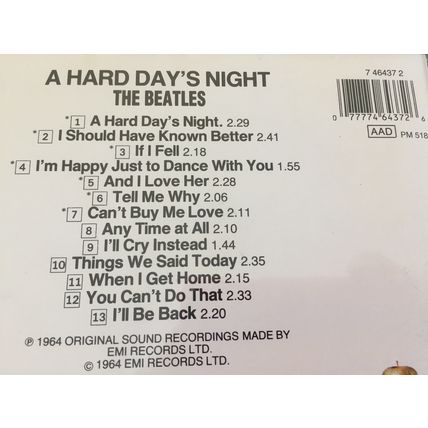 A HARD DAY'S NIGHT
THE BEATLES
*1 A Hard Day's Night. 2.29
*2 I Should Have Known Better 2.41
*3 If I Fell 2.18
*4 I'm Happy Just to Dance With You 1.55
*5 And I Love Her 2.28
*6 Tell Me Why 2.06
*7 Can't Buy Me Love 2.11
8 Any Time at All 2.10
9 I'll Cry Instead 1.44
10 Things We Said Today 2.35
11 When I Get Home 2.15
12 You Can't Do That 2.33
13 I'll Be Back 2.20
℗ 1964 ORIGINAL SOUND RECORDINGS MADE BY
EMI RECORDS LTD.
© 1964 EMI RECORDS LTD.
7 46437 2
0 77774 64372 6
AAD PM 518